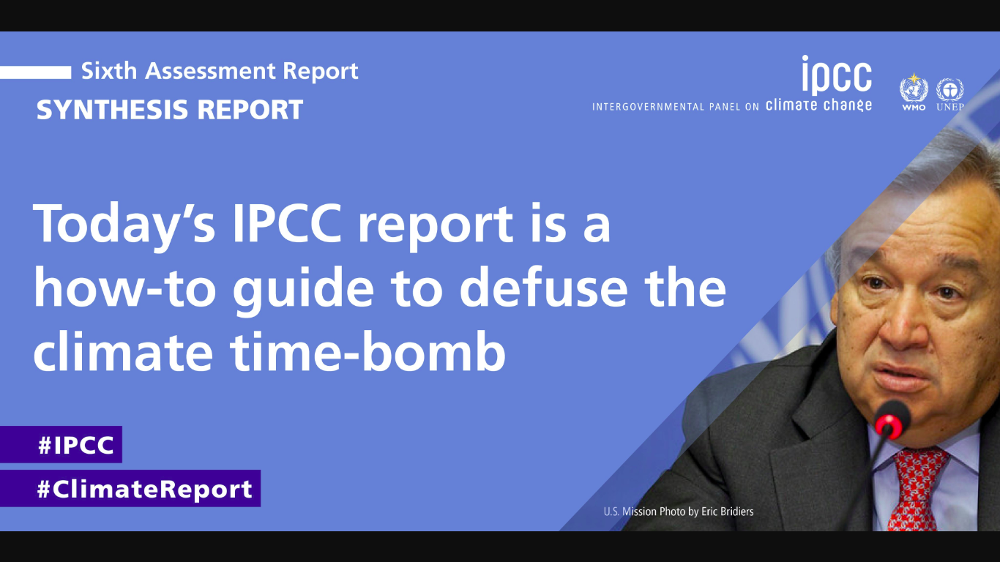 Sixth Assessment Report
SYNTHESIS REPORT
ipcc
INTERGOVERNMENTAL PANEL ON climate change
WMO
UNEP
Today’s IPCC report is a
how-to guide to defuse the
climate time-bomb
#IPCC
#ClimateReport
U.S. Mission Photo by Eric Bridiers